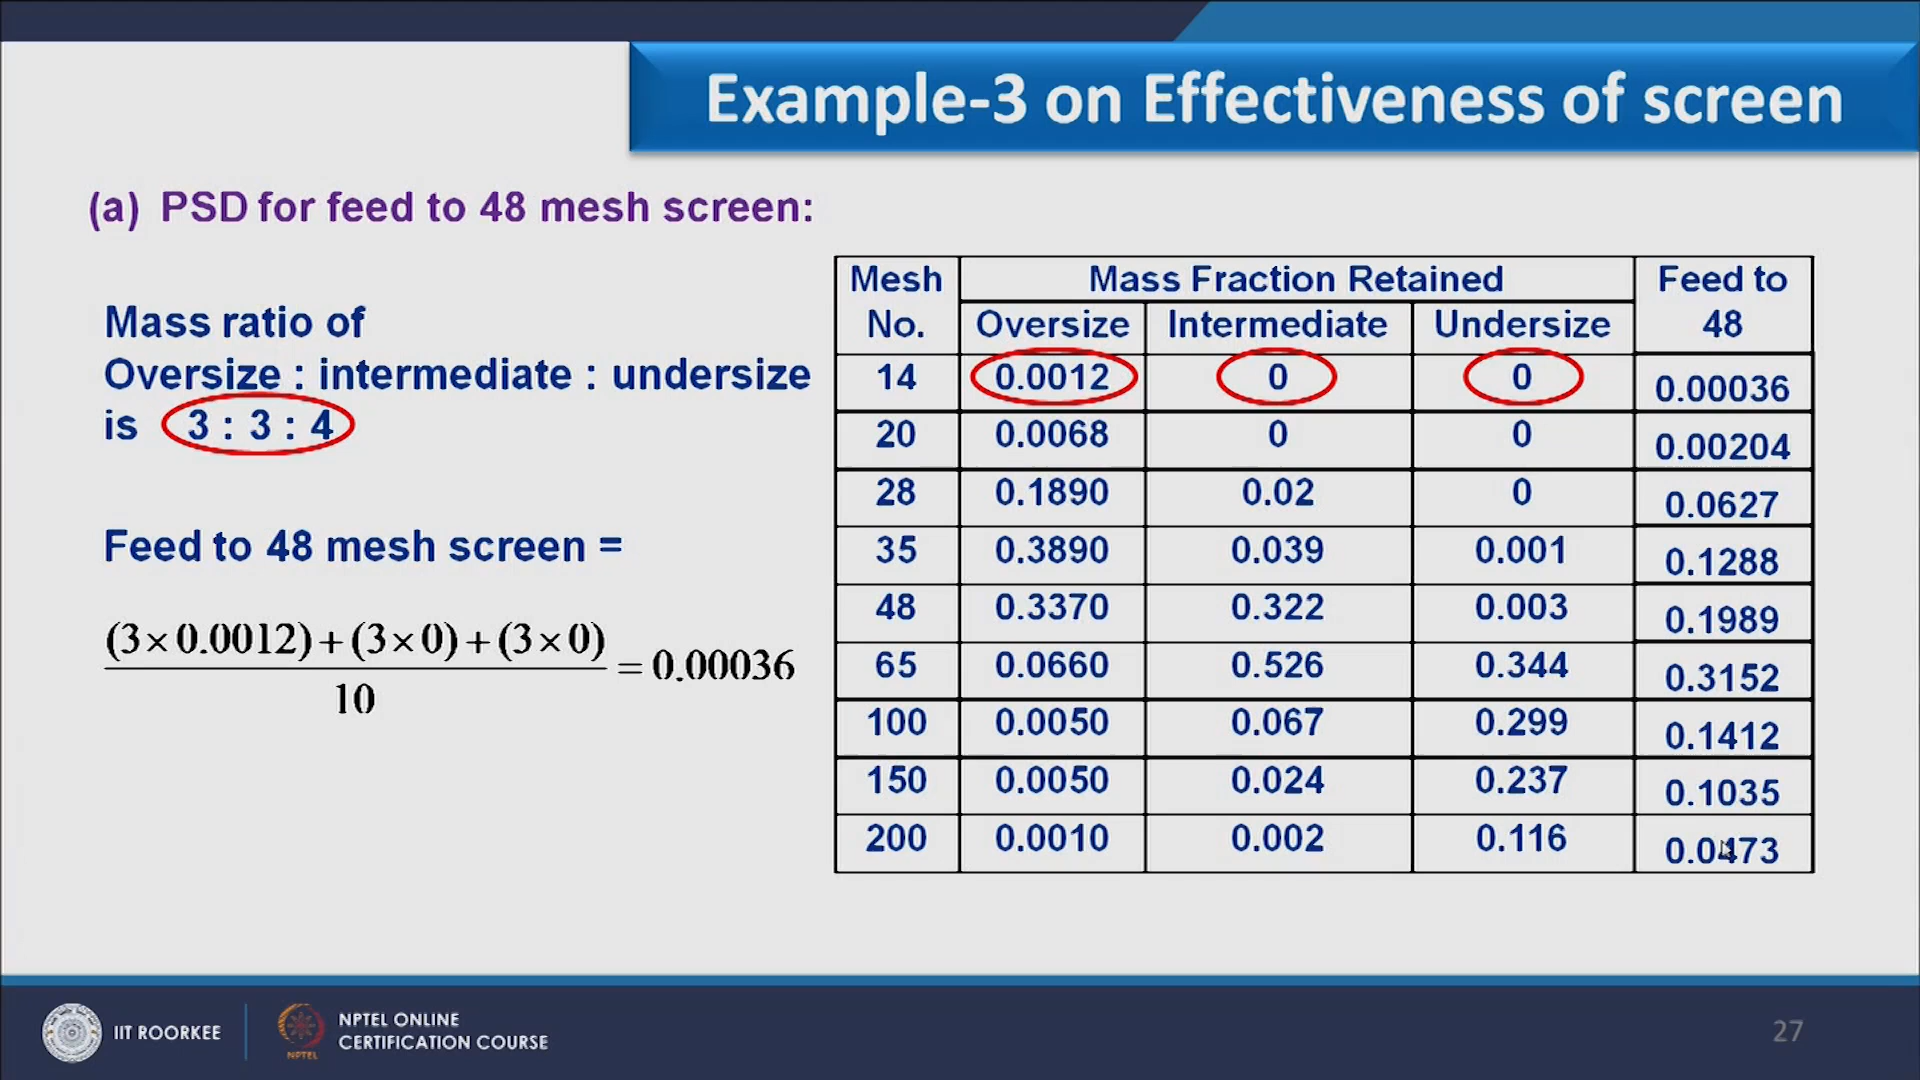 Example-3 on Effectiveness of screen
(a) PSD for feed to 48 mesh screen:
Mass ratio of
Oversize : intermediate : undersize
is 3 : 3 : 4
Feed to 48 mesh screen =
(3×0.0012)+(3×0)+(3×0)
10
= 0.00036
Mesh No. Mass Fraction Retained Feed to 48
Oversize Intermediate Undersize
14 0.0012 0 0 0.00036
20 0.0068 0 0 0.00204
28 0.1890 0.02 0 0.0627
35 0.3890 0.039 0.001 0.1288
48 0.3370 0.322 0.003 0.1989
65 0.0660 0.526 0.344 0.3152
100 0.0050 0.067 0.299 0.1412
150 0.0050 0.024 0.237 0.1035
200 0.0010 0.002 0.116 0.0473
IIT ROORKEE
NPTEL
NPTEL ONLINE
CERTIFICATION COURSE
27